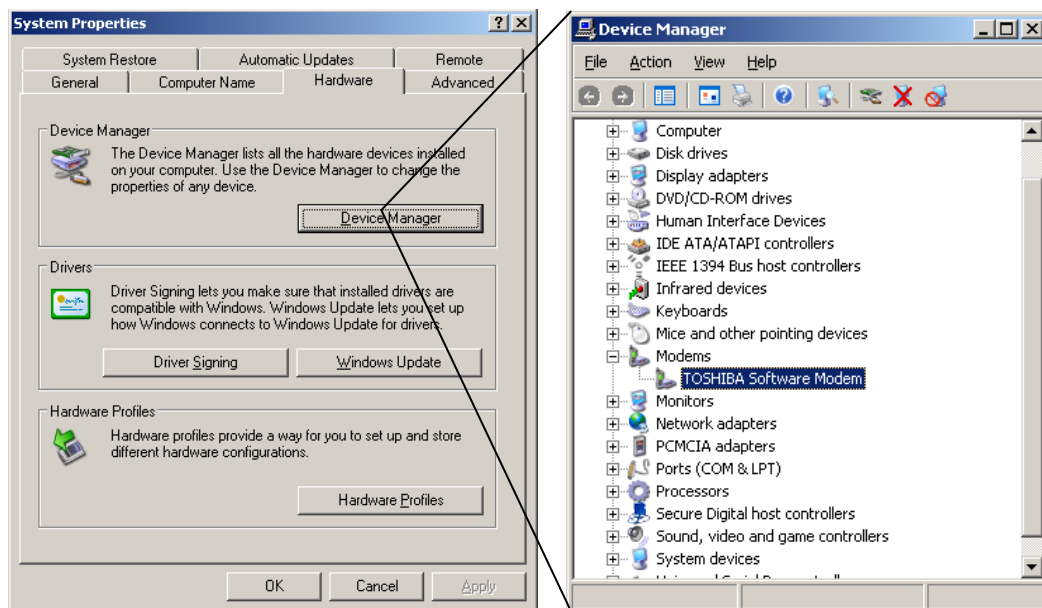 System Properties
System Restore Automatic Updates Remote
General Computer Name Hardware Advanced
Device Manager
The Device Manager lists all the hardware devices installed
on your computer. Use the Device Manager to change the
properties of any device.
Device Manager
Drivers
Driver Signing lets you make sure that installed drivers are
compatible with Windows. Windows Update lets you set up
how Windows connects to Windows Update for drivers.
Driver Signing Windows Update
Hardware Profiles
Hardware profiles provide a way for you to set up and store
different hardware configurations.
Hardware Profiles
OK Cancel Apply
Device Manager
File Action View Help
Computer
Disk drives
Display adapters
DVD/CD-ROM drives
Human Interface Devices
IDE ATA/ATAPI controllers
IEEE 1394 Bus host controllers
Infrared devices
Keyboards
Mice and other pointing devices
Modems
TOSHIBA Software Modem
Monitors
Network adapters
PCMCIA adapters
Ports (COM & LPT)
Processors
Secure Digital host controllers
Sound, video and game controllers
System devices